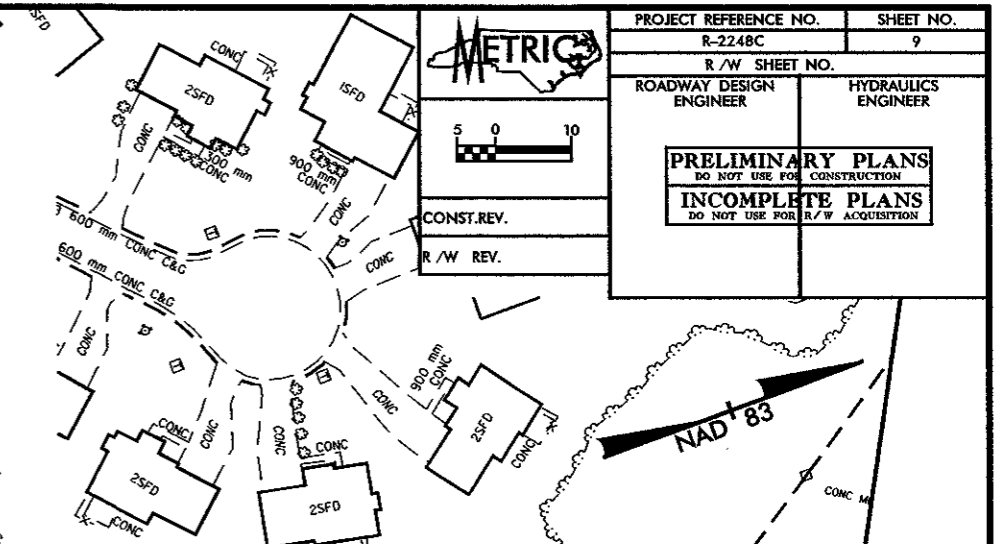 PROJECT REFERENCE NO.
SHEET NO.
R-2248C
9
R /W SHEET NO.
ROADWAY DESIGN
ENGINEER
HYDRAULICS
ENGINEER
PRELIMINARY PLANS
DO NOT USE FOR CONSTRUCTION
INCOMPLETE PLANS
DO NOT USE FOR R/W ACQUISITION
METRIC
5 0 10
CONST.REV.
R /W REV.
SFD
CONC
2SFD
CONC
300 mm
CONC
1SFD
900 mm
CONC
CONC
CONC
600 mm CONC C&G
600 mm CONC C&G
CONC
CONC
2SFD
CONC
CONC
CONC
CONC
2SFD
CONC
900 mm
CONC
2SFD
CONC
NAD 83
CONC M